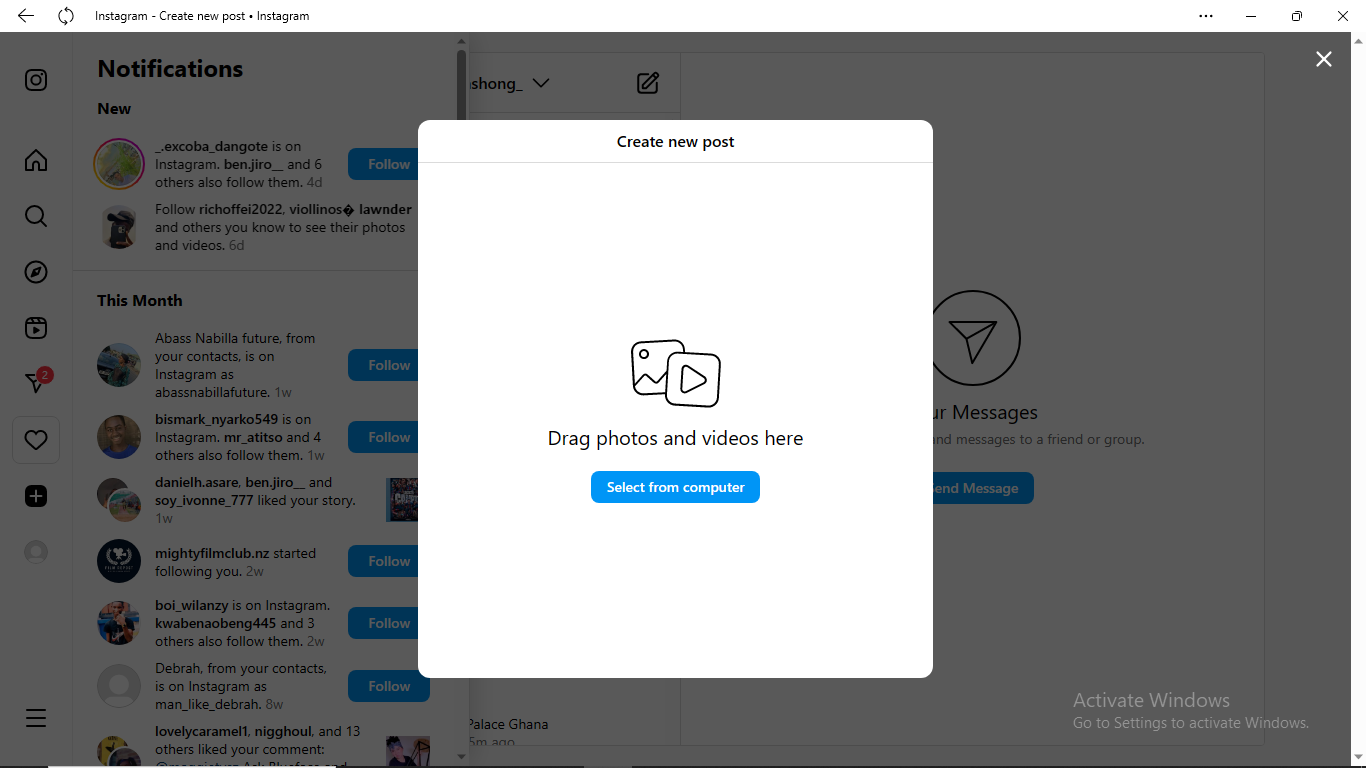 Instagram - Create new post • Instagram
Notifications
New
_.excoba_dangote is on
Instagram. ben.jiro__ and 6
others also follow them. 4d
Follow
Follow richoffei2022, viollinos� lawnder
and others you know to see their photos
and videos. 6d
This Month
Abass Nabilla future, from
your contacts, is on
Instagram as
abassnabillafuture. 1w
Follow
bismark_nyarko549 is on
Instagram. mr_atitso and 4
others also follow them. 1w
Follow
danielh.asare, ben.jiro__ and
soy_ivonne_777 liked your story.
1w
mightyfilmclub.nz started
following you. 2w
Follow
boi_wilanzy is on Instagram.
kwabenaobeng445 and 3
others also follow them. 2w
Follow
Debrah, from your contacts,
is on Instagram as
man_like_debrah. 8w
Follow
lovelycaramel1, nigghoul, and 13
others liked your comment:
2
shong_
Create new post
Drag photos and videos here
Select from computer
ur Messages
and messages to a friend or group.
end Message
Palace Ghana
5m ago
Activate Windows
Go to Settings to activate Windows.